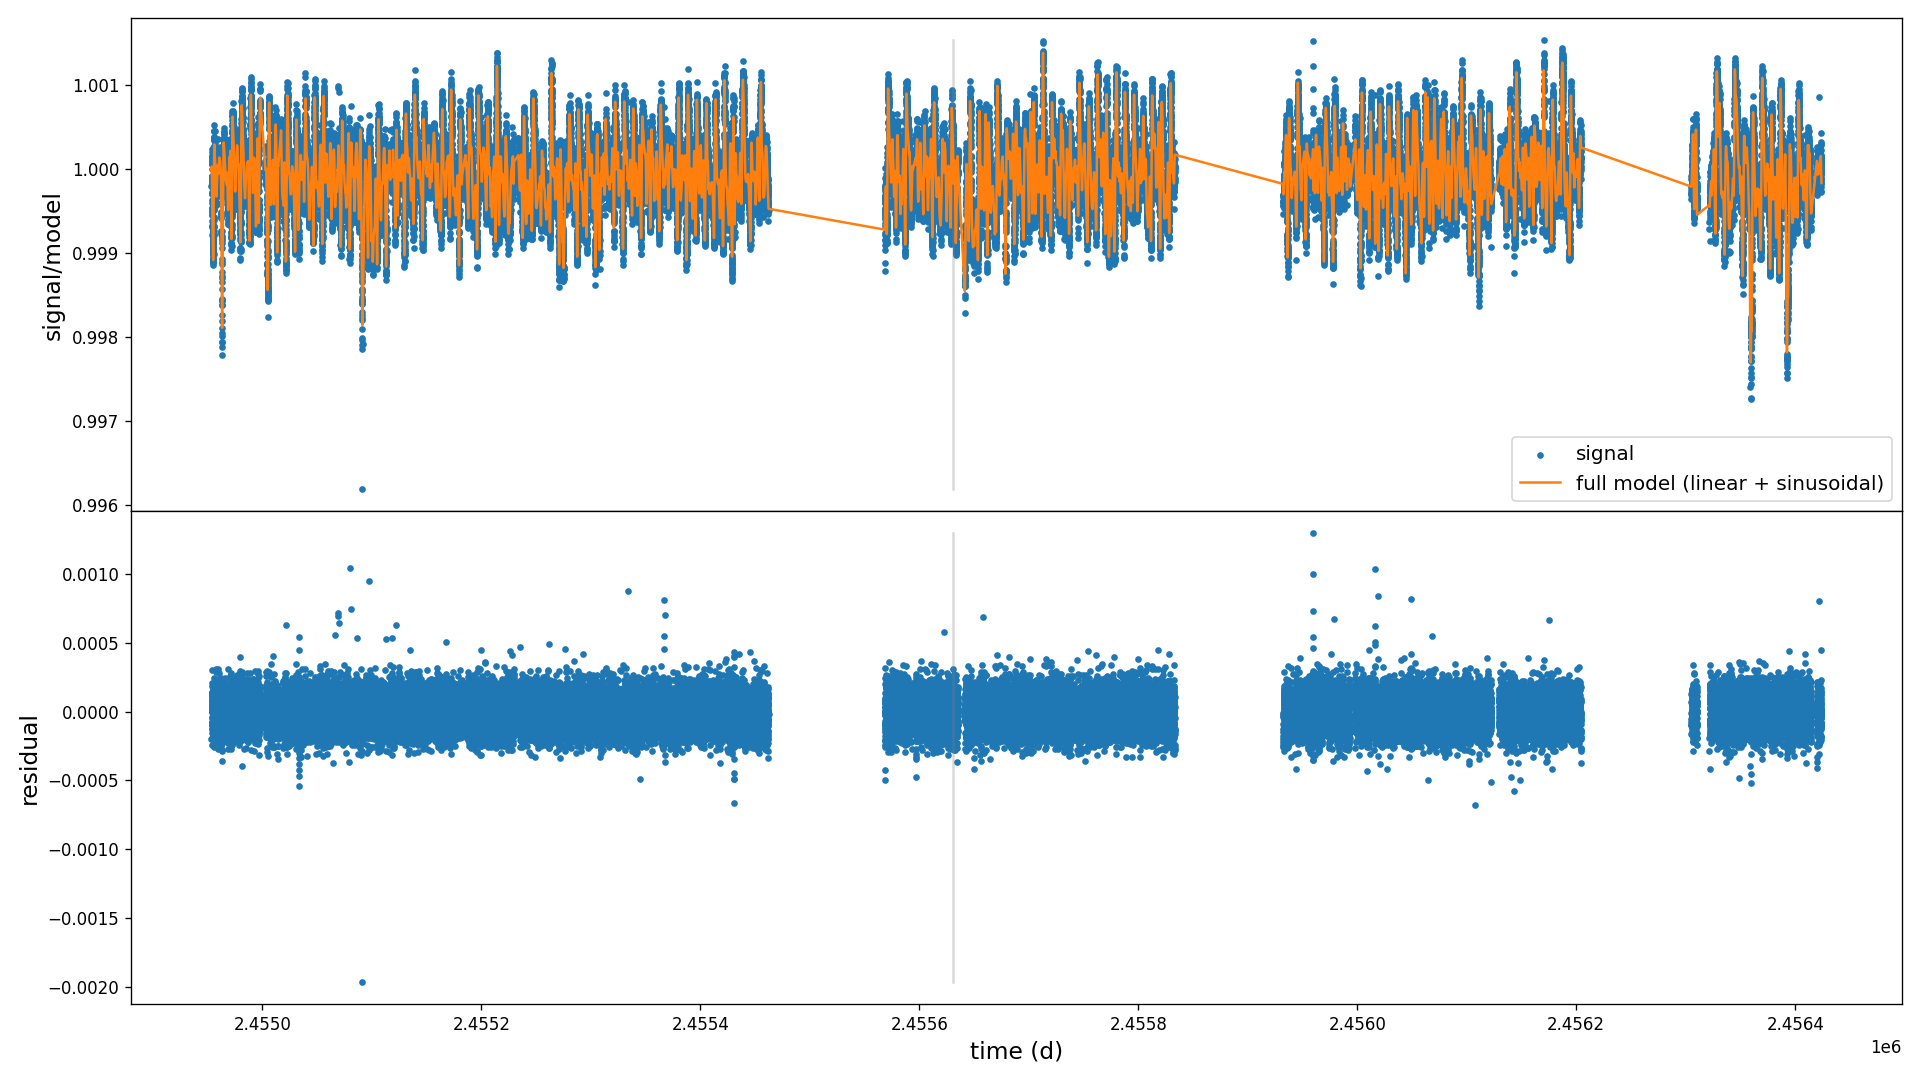 signal/model
1.001
1.000
0.999
0.998
0.997
0.996
signal
full model (linear + sinusoidal)
residual
0.0010
0.0005
0.0000
−0.0005
−0.0010
−0.0015
−0.0020
2.4550 2.4552 2.4554 2.4556 2.4558 2.4560 2.4562 2.4564
1e6
time (d)